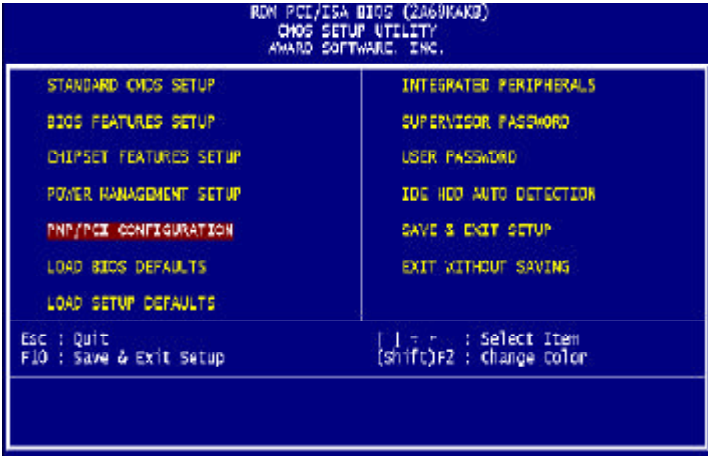 ROM PCI/ISA BIOS (2A69KAKB)
CMOS SETUP UTILITY
AWARD SOFTWARE. INC.
STANDARD CMOS SETUP
BIOS FEATURES SETUP
CHIPSET FEATURES SETUP
POWER MANAGEMENT SETUP
PNP/PCI CONFIGURATION
LOAD BIOS DEFAULTS
LOAD SETUP DEFAULTS
INTEGRATED PERIPHERALS
SUPERVISOR PASSWORD
USER PASSWORD
IDE HDD AUTO DETECTION
SAVE & EXIT SETUP
EXIT WITHOUT SAVING
Esc : Quit
F10 : Save & Exit Setup
: Select Item
(Shift)F2 : Change Color